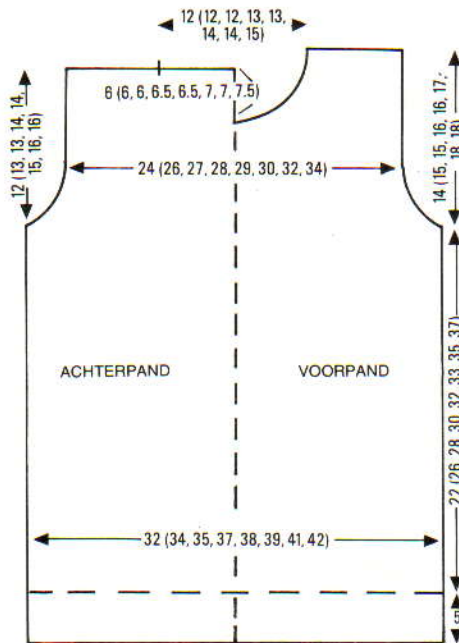 12 (12, 12, 13, 13,
14, 14, 15)
6 (6, 6, 6.5, 6.5, 7, 7, 7.5)
12 (13, 13, 14, 14,
15, 16, 16)
14 (15, 15, 16, 16, 17,
18, 18)
24 (26, 27, 28, 29, 30, 32, 34)
ACHTERPAND
VOORPAND
22 (26, 28, 30, 32, 33, 35, 37)
32 (34, 35, 37, 38, 39, 41, 42)